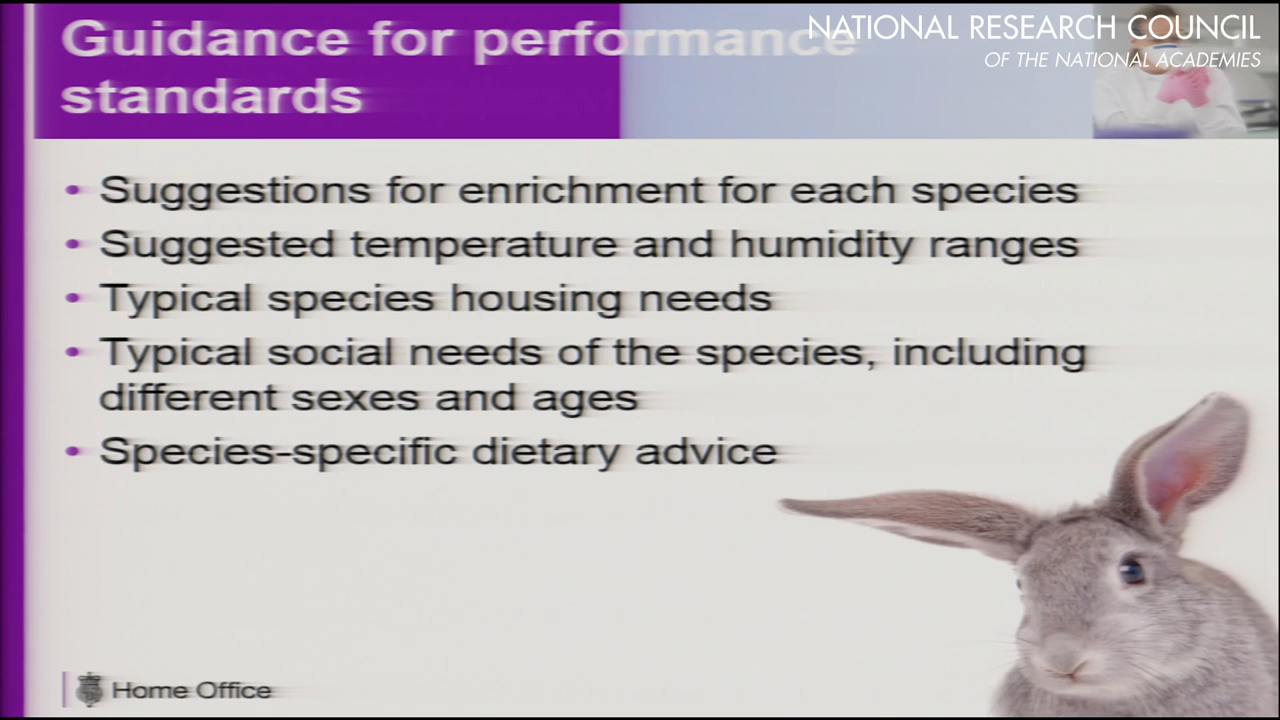 Guidance for performance
standards
NATIONAL RESEARCH COUNCIL
OF THE NATIONAL ACADEMIES
• Suggestions for enrichment for each species
• Suggested temperature and humidity ranges
• Typical species housing needs
• Typical social needs of the species, including
different sexes and ages
• Species-specific dietary advice
Home Office